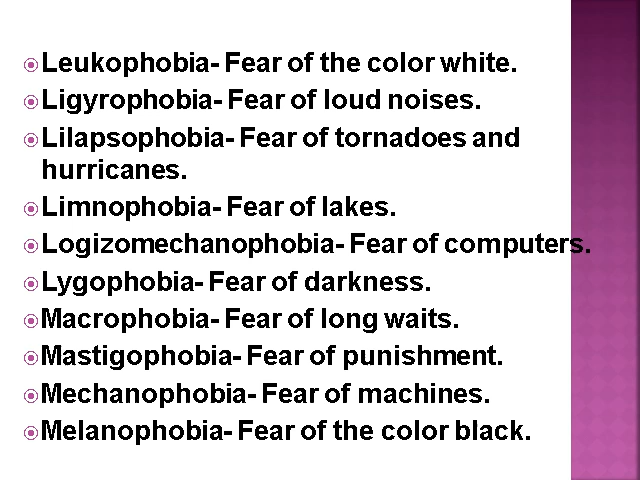 Leukophobia- Fear of the color white.
Ligyrophobia- Fear of loud noises.
Lilapsophobia- Fear of tornadoes and
hurricanes.
Limnophobia- Fear of lakes.
Logizomechanophobia- Fear of computers.
Lygophobia- Fear of darkness.
Macrophobia- Fear of long waits.
Mastigophobia- Fear of punishment.
Mechanophobia- Fear of machines.
Melanophobia- Fear of the color black.